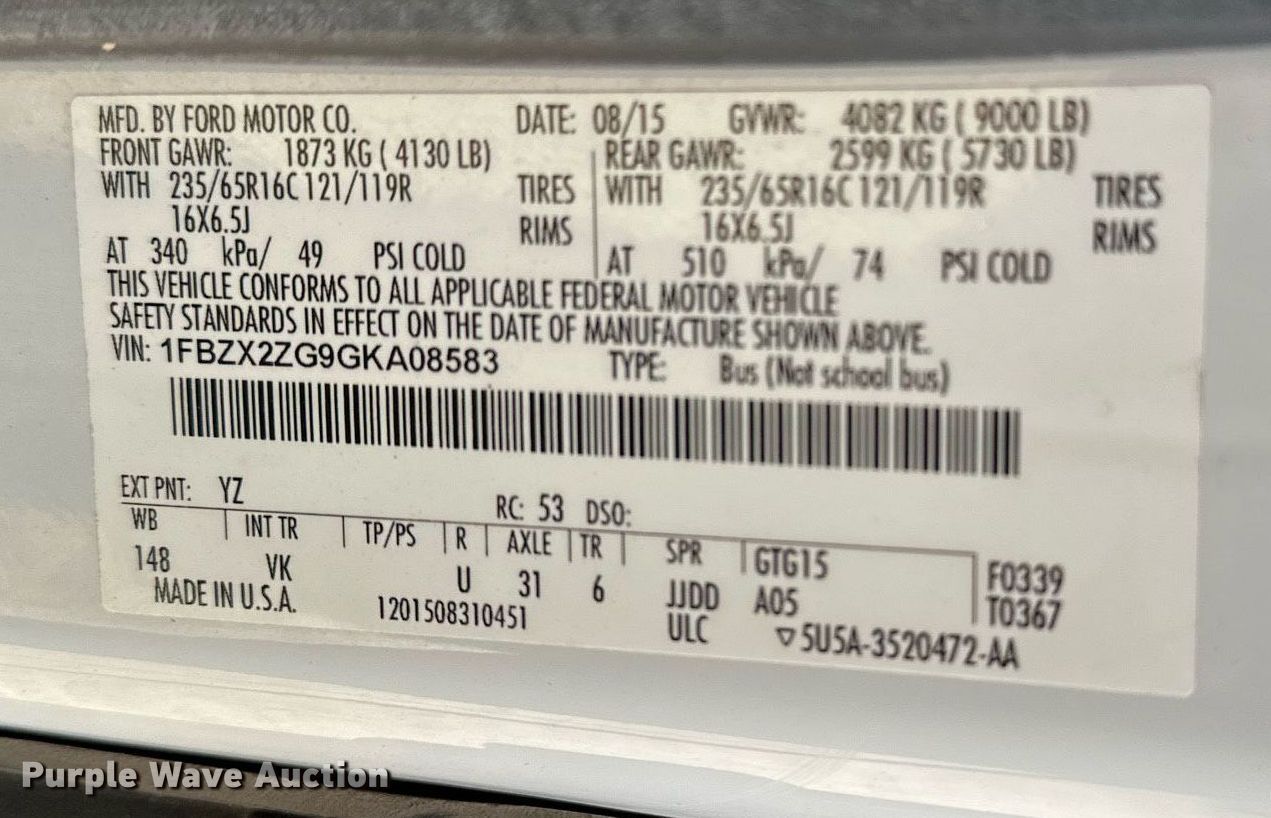 MFD. BY FORD MOTOR CO. DATE: 08/15 GVWR: 4082 KG ( 9000 LB)
FRONT GAWR: 1873 KG ( 4130 LB) REAR GAWR: 2599 KG ( 5730 LB)
WITH 235/65R16C 121/119R TIRES WITH 235/65R16C 121/119R TIRES
16X6.5J RIMS 16X6.5J RIMS
AT 340 kPa/ 49 PSI COLD AT 510 kPa/ 74 PSI COLD
THIS VEHICLE CONFORMS TO ALL APPLICABLE FEDERAL MOTOR VEHICLE
SAFETY STANDARDS IN EFFECT ON THE DATE OF MANUFACTURE SHOWN ABOVE.
VIN: 1FBZX2ZG9GKA08583 TYPE: Bus (Not school bus)
EXT PNT: YZ RC: 53 DSO:
WB INT TR TP/PS R AXLE TR SPR GTG15 F0339
148 VK U 31 6 JJDD A05 T0367
MADE IN U.S.A. 1201508310451 ULC ▽5U5A-3520472-AA
Purple Wave Auction